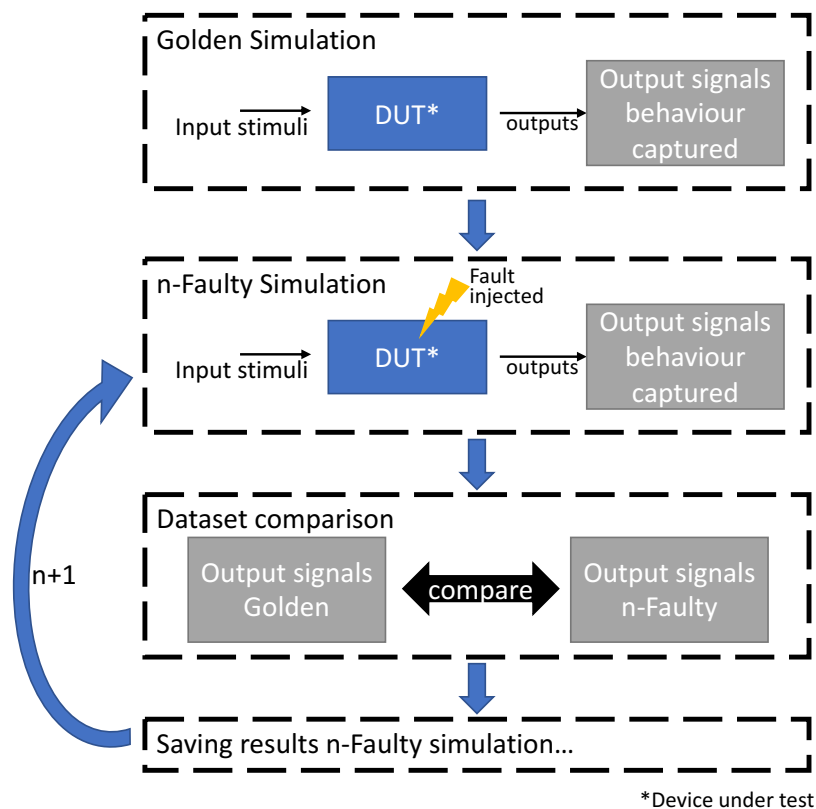 Golden Simulation
Input stimuli
DUT*
outputs
Output signals
behaviour
captured
n-Faulty Simulation
Fault
injected
Input stimuli
DUT*
outputs
Output signals
behaviour
captured
Dataset comparison
Output signals
Golden
compare
Output signals
n-Faulty
n+1
Saving results n-Faulty simulation...
*Device under test